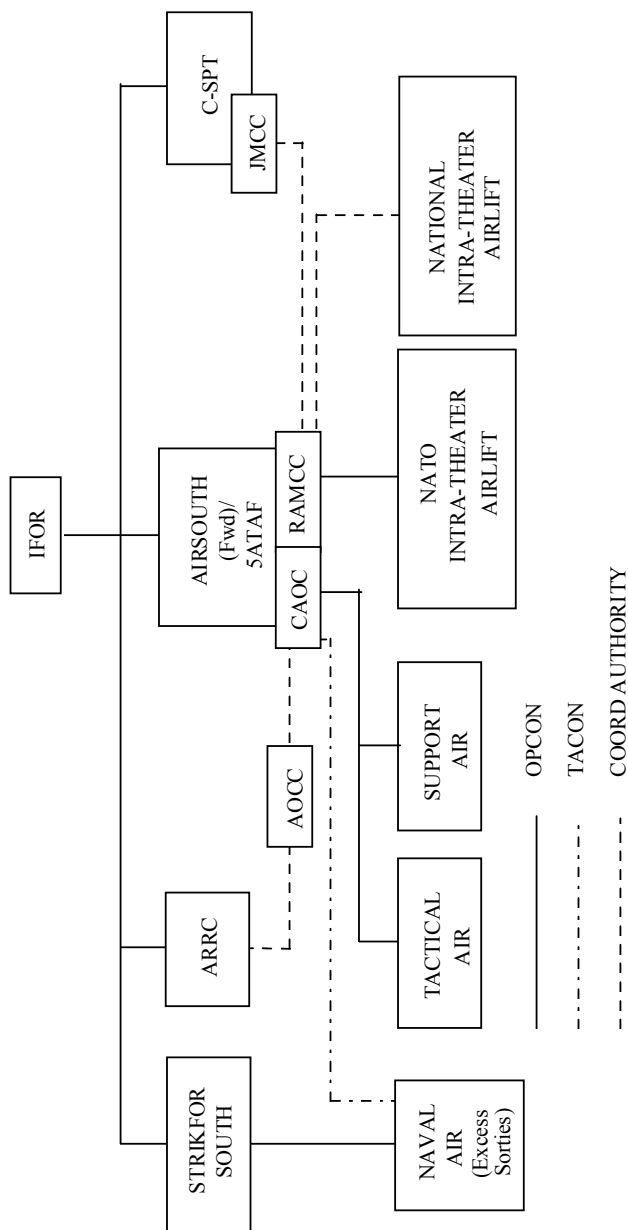 IFOR
STRIKFOR
SOUTH
ARRC
AIRSOUTH
(Fwd)/
5ATAF
C-SPT
JMCC
AOCC
CAOC
RAMCC
NAVAL
AIR
(Excess
Sorties)
TACTICAL
AIR
SUPPORT
AIR
NATO
INTRA-THEATER
AIRLIFT
NATIONAL
INTRA-THEATER
AIRLIFT
OPCON
TACON
COORD AUTHORITY